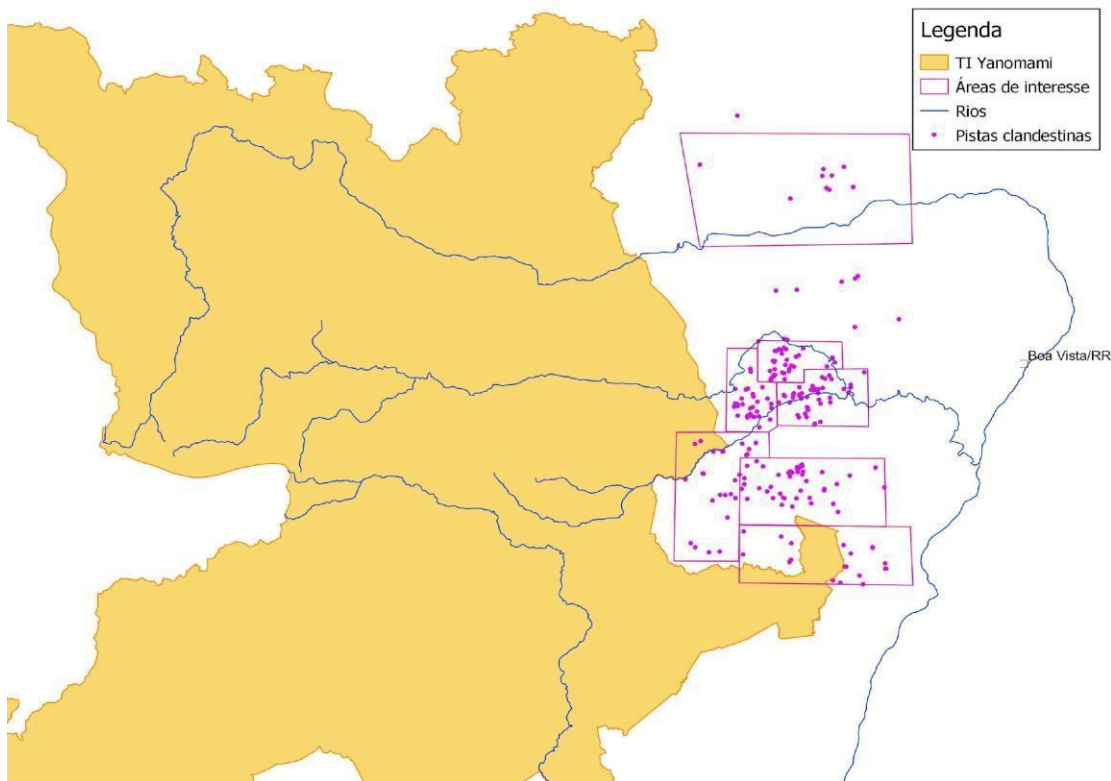 Legenda
TI Yanomami
Áreas de interesse
Rios
Pistas clandestinas
Boa Vista/RR